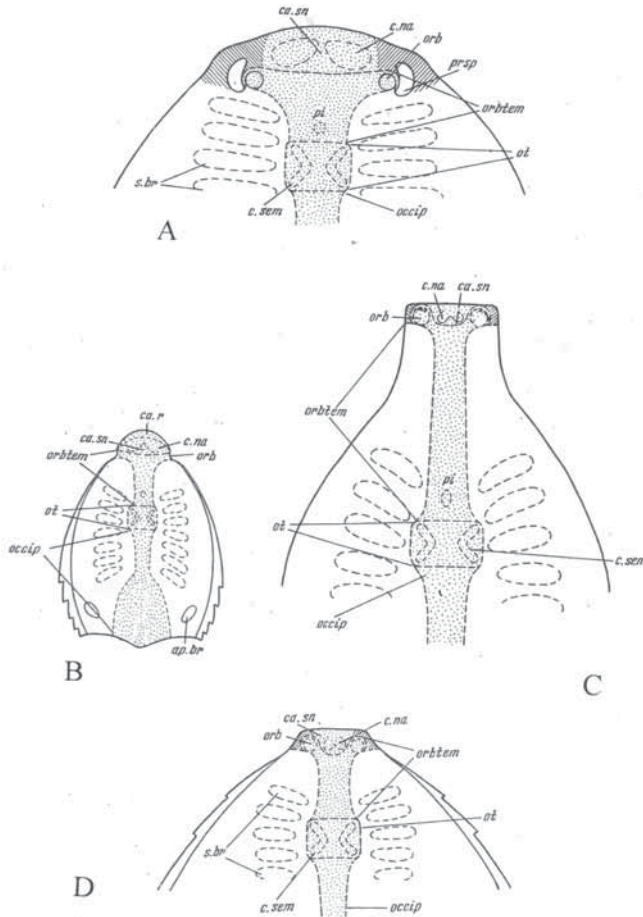 ca.sn
c.na
orb
prsp
orbtem
pi
ot
s.br
c.sem
occip
A
c.na
ca.sn
orb
orbtem
pi
ot
c.sem
occip
C
ca.r
ca.sn
c.na
orbtem
orb
ot
occip
ap.br
B
ca.sn
c.na
orb
orbtem
ot
s.br
c.sem
occip
D